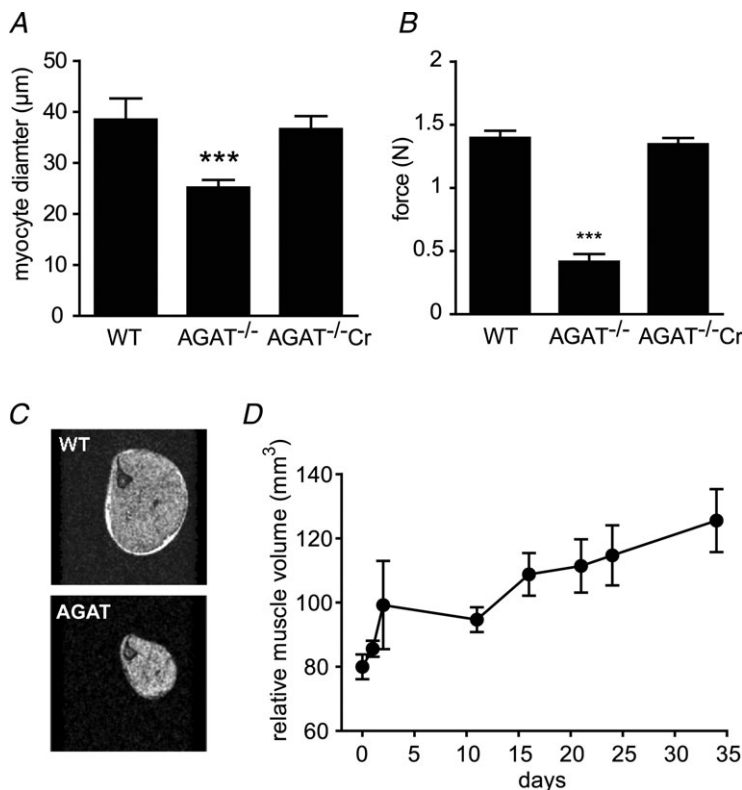 A
myocyte diamter (µm)
50
40
30
20
10
0
***
WT
AGAT-/-
AGAT-/-Cr
B
force (N)
2
1.5
1
0.5
0
***
WT
AGAT-/-
AGAT-/-Cr
C
WT
AGAT
D
relative muscle volume (mm³)
140
120
100
80
60
0 5 10 15 20 25 30 35
days